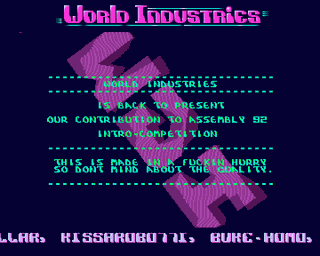 World Industries
------------------------------
WORLD INDUSTRIES
------------------------------
IS BACK TO PRESENT
OUR CONTRIBUTION TO ASSEMBLY 92
INTRO-COMPETITION
------------------------------
THIS IS MADE IN A FUCKIN HURRY
SO DONT MIND ABOUT THE QUALITY.
------------------------------
LLAR, KISSAROBOTTI, BUKE-HOMO,